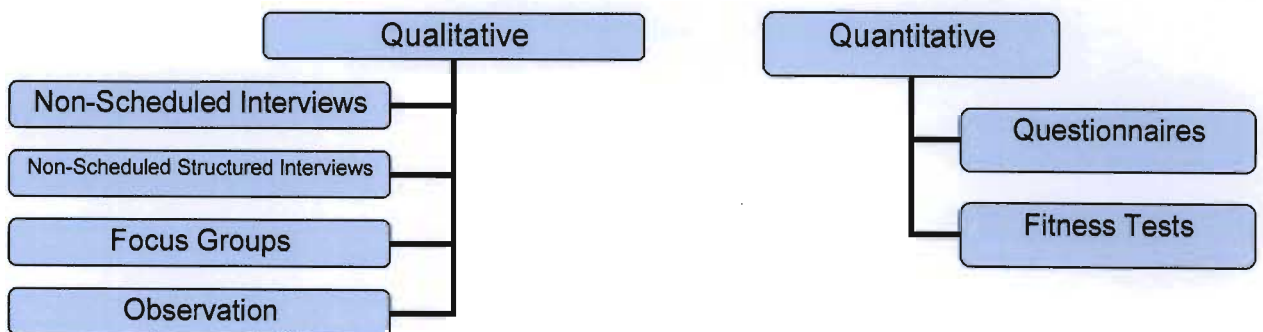 Qualitative
Non-Scheduled Interviews
Non-Scheduled Structured Interviews
Focus Groups
Observation
Quantitative
Questionnaires
Fitness Tests